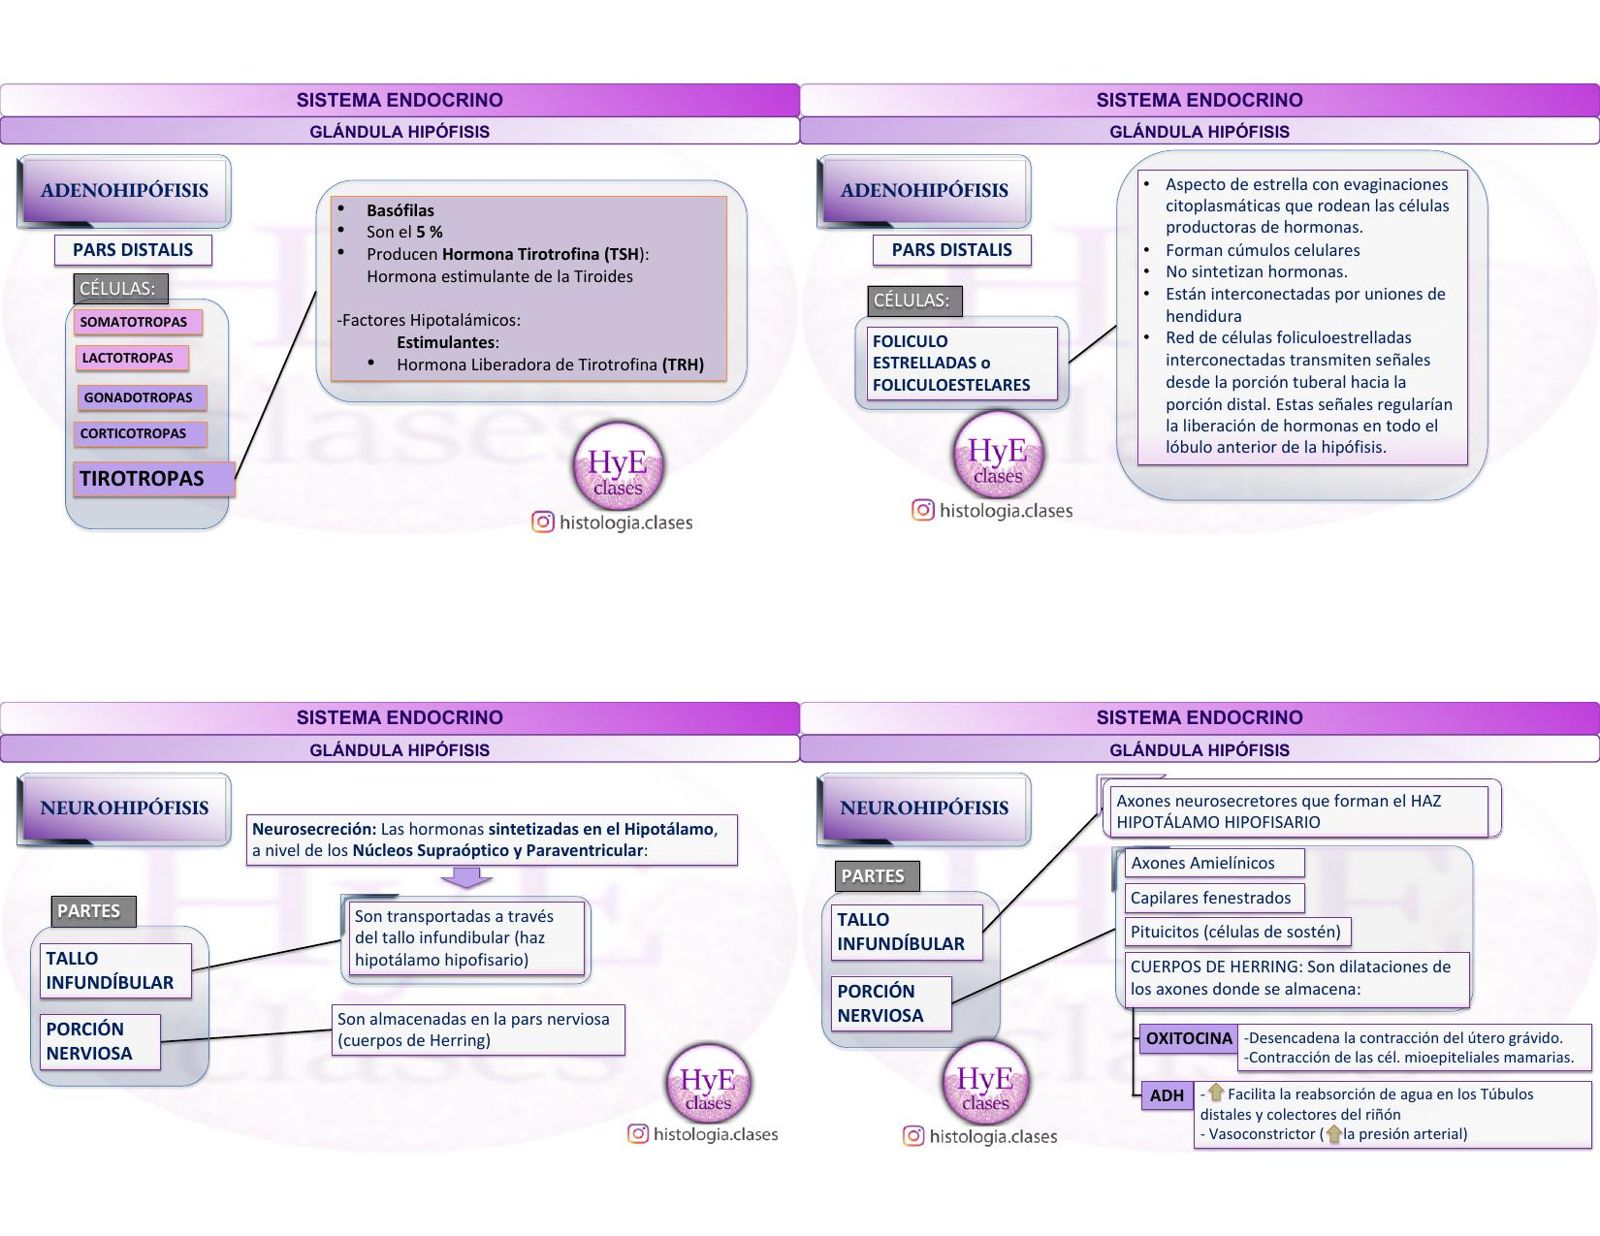 SISTEMA ENDOCRINO
GLÁNDULA HIPÓFISIS
ADENOHIPÓFISIS
PARS DISTALIS
CÉLULAS:
SOMATOTROPAS
LACTOTROPAS
GONADOTROPAS
CORTICOTROPAS
TIROTROPAS
• Basófilas
• Son el 5 %
• Producen Hormona Tirotrofina (TSH):
Hormona estimulante de la Tiroides
-Factores Hipotalámicos:
Estimulantes:
• Hormona Liberadora de Tirotrofina (TRH)
HyE
clases
histologia.clases
SISTEMA ENDOCRINO
GLÁNDULA HIPÓFISIS
ADENOHIPÓFISIS
PARS DISTALIS
CÉLULAS:
FOLICULO
ESTRELLADAS o
FOLICULOESTELARES
• Aspecto de estrella con evaginaciones
citoplasmáticas que rodean las células
productoras de hormonas.
• Forman cúmulos celulares
• No sintetizan hormonas.
• Están interconectadas por uniones de
hendidura
• Red de células foliculoestrelladas
interconectadas transmiten señales
desde la porción tuberal hacia la
porción distal. Estas señales regularían
la liberación de hormonas en todo el
lóbulo anterior de la hipófisis.
HyE
clases
histologia.clases
SISTEMA ENDOCRINO
GLÁNDULA HIPÓFISIS
NEUROHIPÓFISIS
Neurosecreción: Las hormonas sintetizadas en el Hipotálamo,
a nivel de los Núcleos Supraóptico y Paraventricular:
PARTES
TALLO
INFUNDÍBULAR
PORCIÓN
NERVIOSA
Son transportadas a través
del tallo infundibular (haz
hipotálamo hipofisario)
Son almacenadas en la pars nerviosa
(cuerpos de Herring)
HyE
clases
histologia.clases
SISTEMA ENDOCRINO
GLÁNDULA HIPÓFISIS
NEUROHIPÓFISIS
PARTES
TALLO
INFUNDÍBULAR
PORCIÓN
NERVIOSA
Axones neurosecretores que forman el HAZ
HIPOTÁLAMO HIPOFISARIO
Axones Amielínicos
Capilares fenestrados
Pituicitos (células de sostén)
CUERPOS DE HERRING: Son dilataciones de
los axones donde se almacena:
OXITOCINA
-Desencadena la contracción del útero grávido.
-Contracción de las cél. mioepiteliales mamarias.
ADH
- Facilita la reabsorción de agua en los Túbulos
distales y colectores del riñón
- Vasoconstrictor (la presión arterial)
HyE
clases
histologia.clases